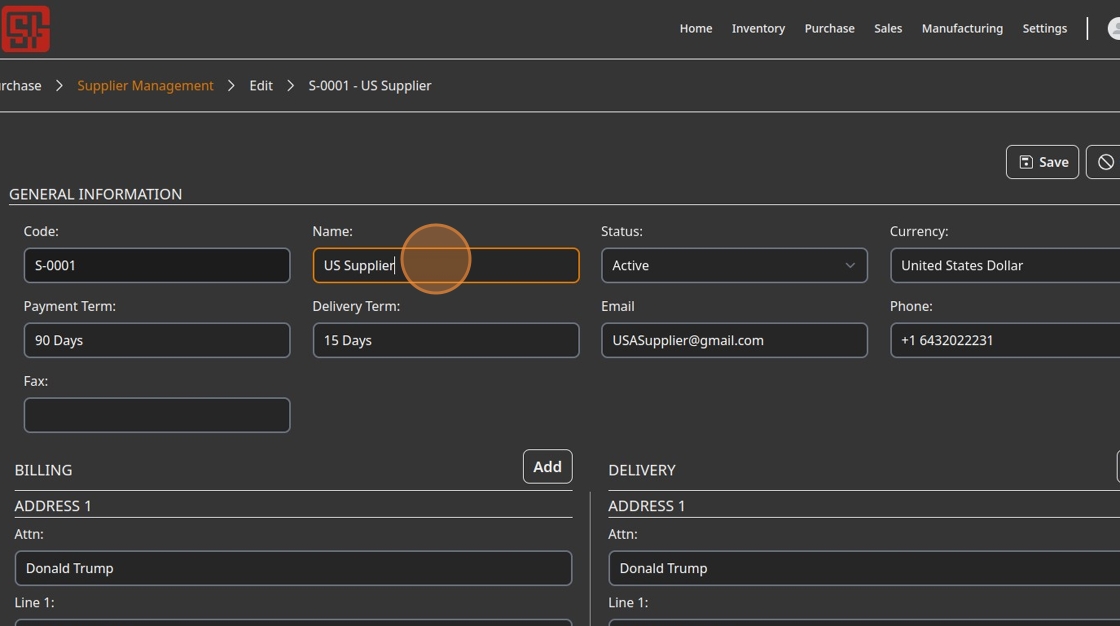 Home Inventory Purchase Sales Manufacturing Settings
rchase > Supplier Management > Edit > S-0001 - US Supplier
Save
GENERAL INFORMATION
Code: Name: Status: Currency:
S-0001 US Supplier Active United States Dollar
Payment Term: Delivery Term: Email Phone:
90 Days 15 Days USASupplier@gmail.com +1 6432022231
Fax:
BILLING Add DELIVERY
ADDRESS 1 ADDRESS 1
Attn: Attn:
Donald Trump Donald Trump
Line 1: Line 1: